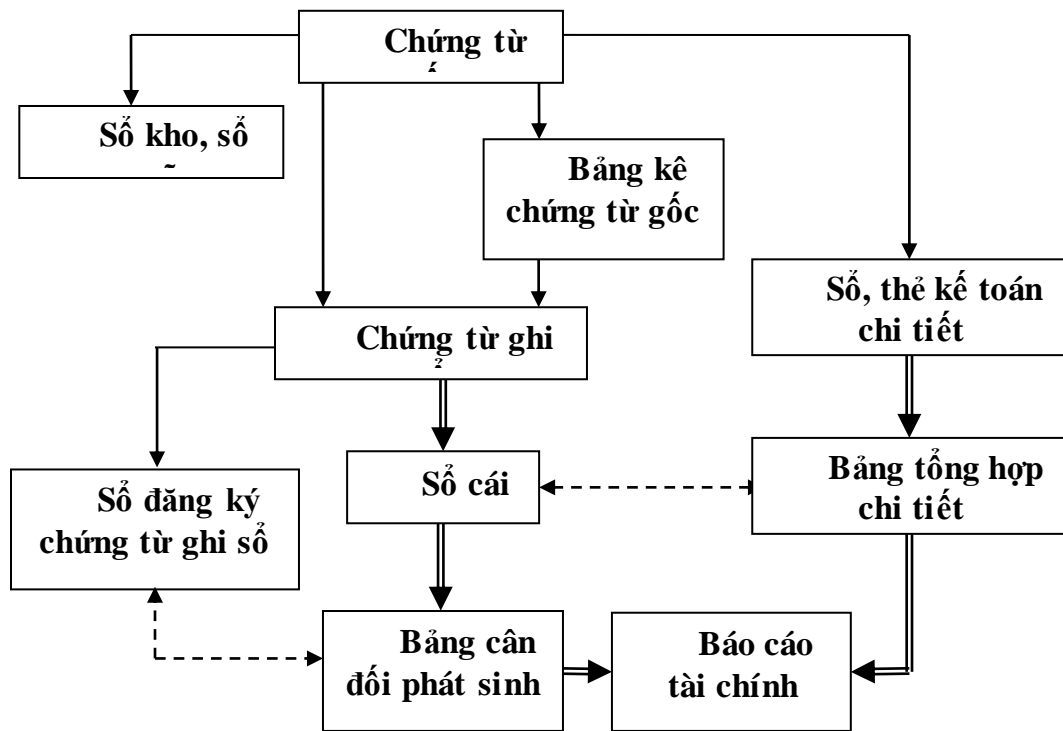 Chứng từ
Sổ kho, sổ
Bảng kê
chứng từ gốc
Sổ, thẻ kế toán
chi tiết
Chứng từ ghi
Sổ cái
Bảng tổng hợp
chi tiết
Sổ đăng ký
chứng từ ghi sổ
Bảng cân
đối phát sinh
Báo cáo
tài chính